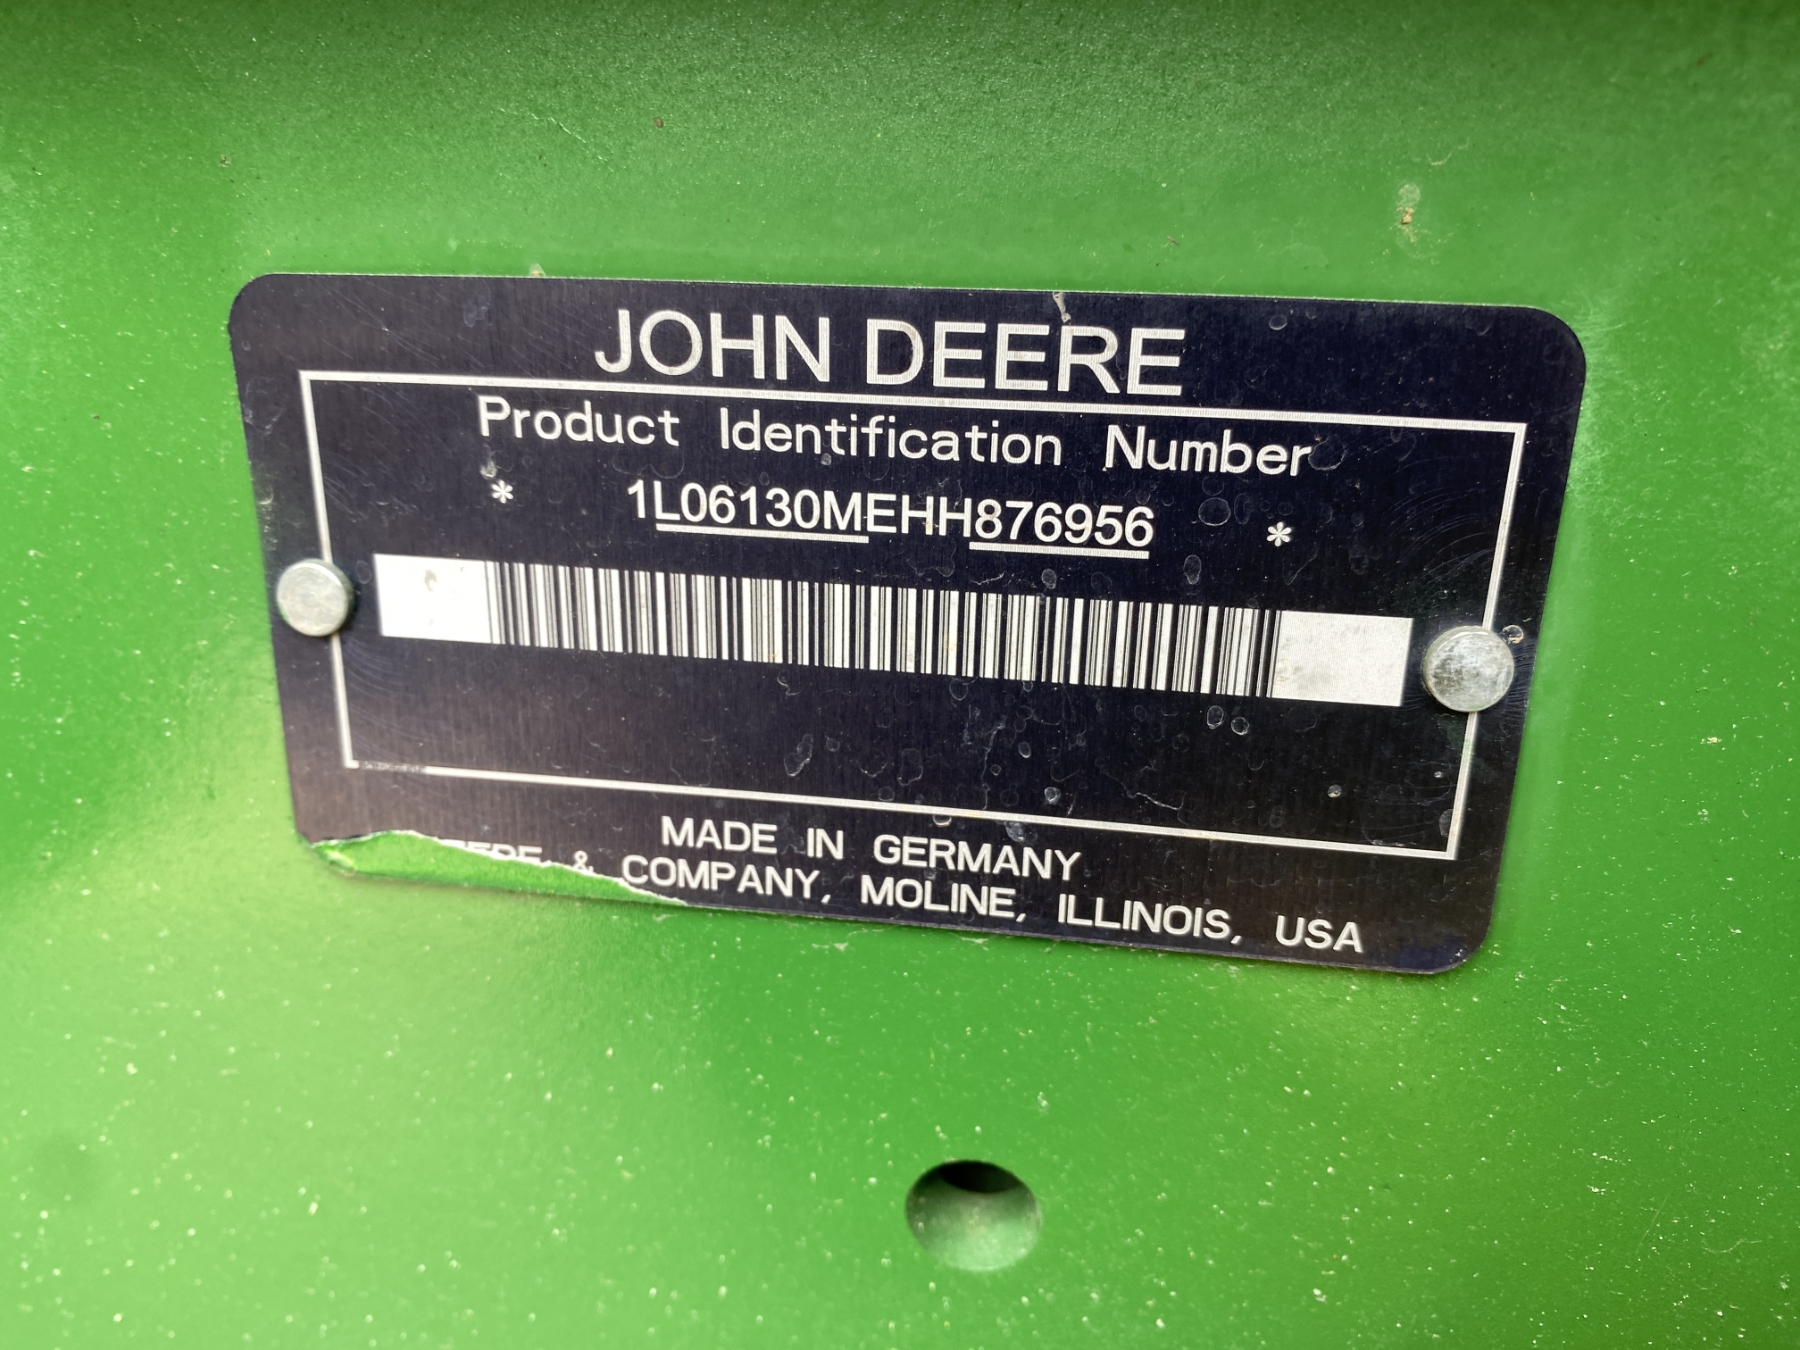 JOHN DEERE
Product Identification Number
* 1L06130MEHH876956 *
MADE IN GERMANY
& COMPANY, MOLINE, ILLINOIS, USA